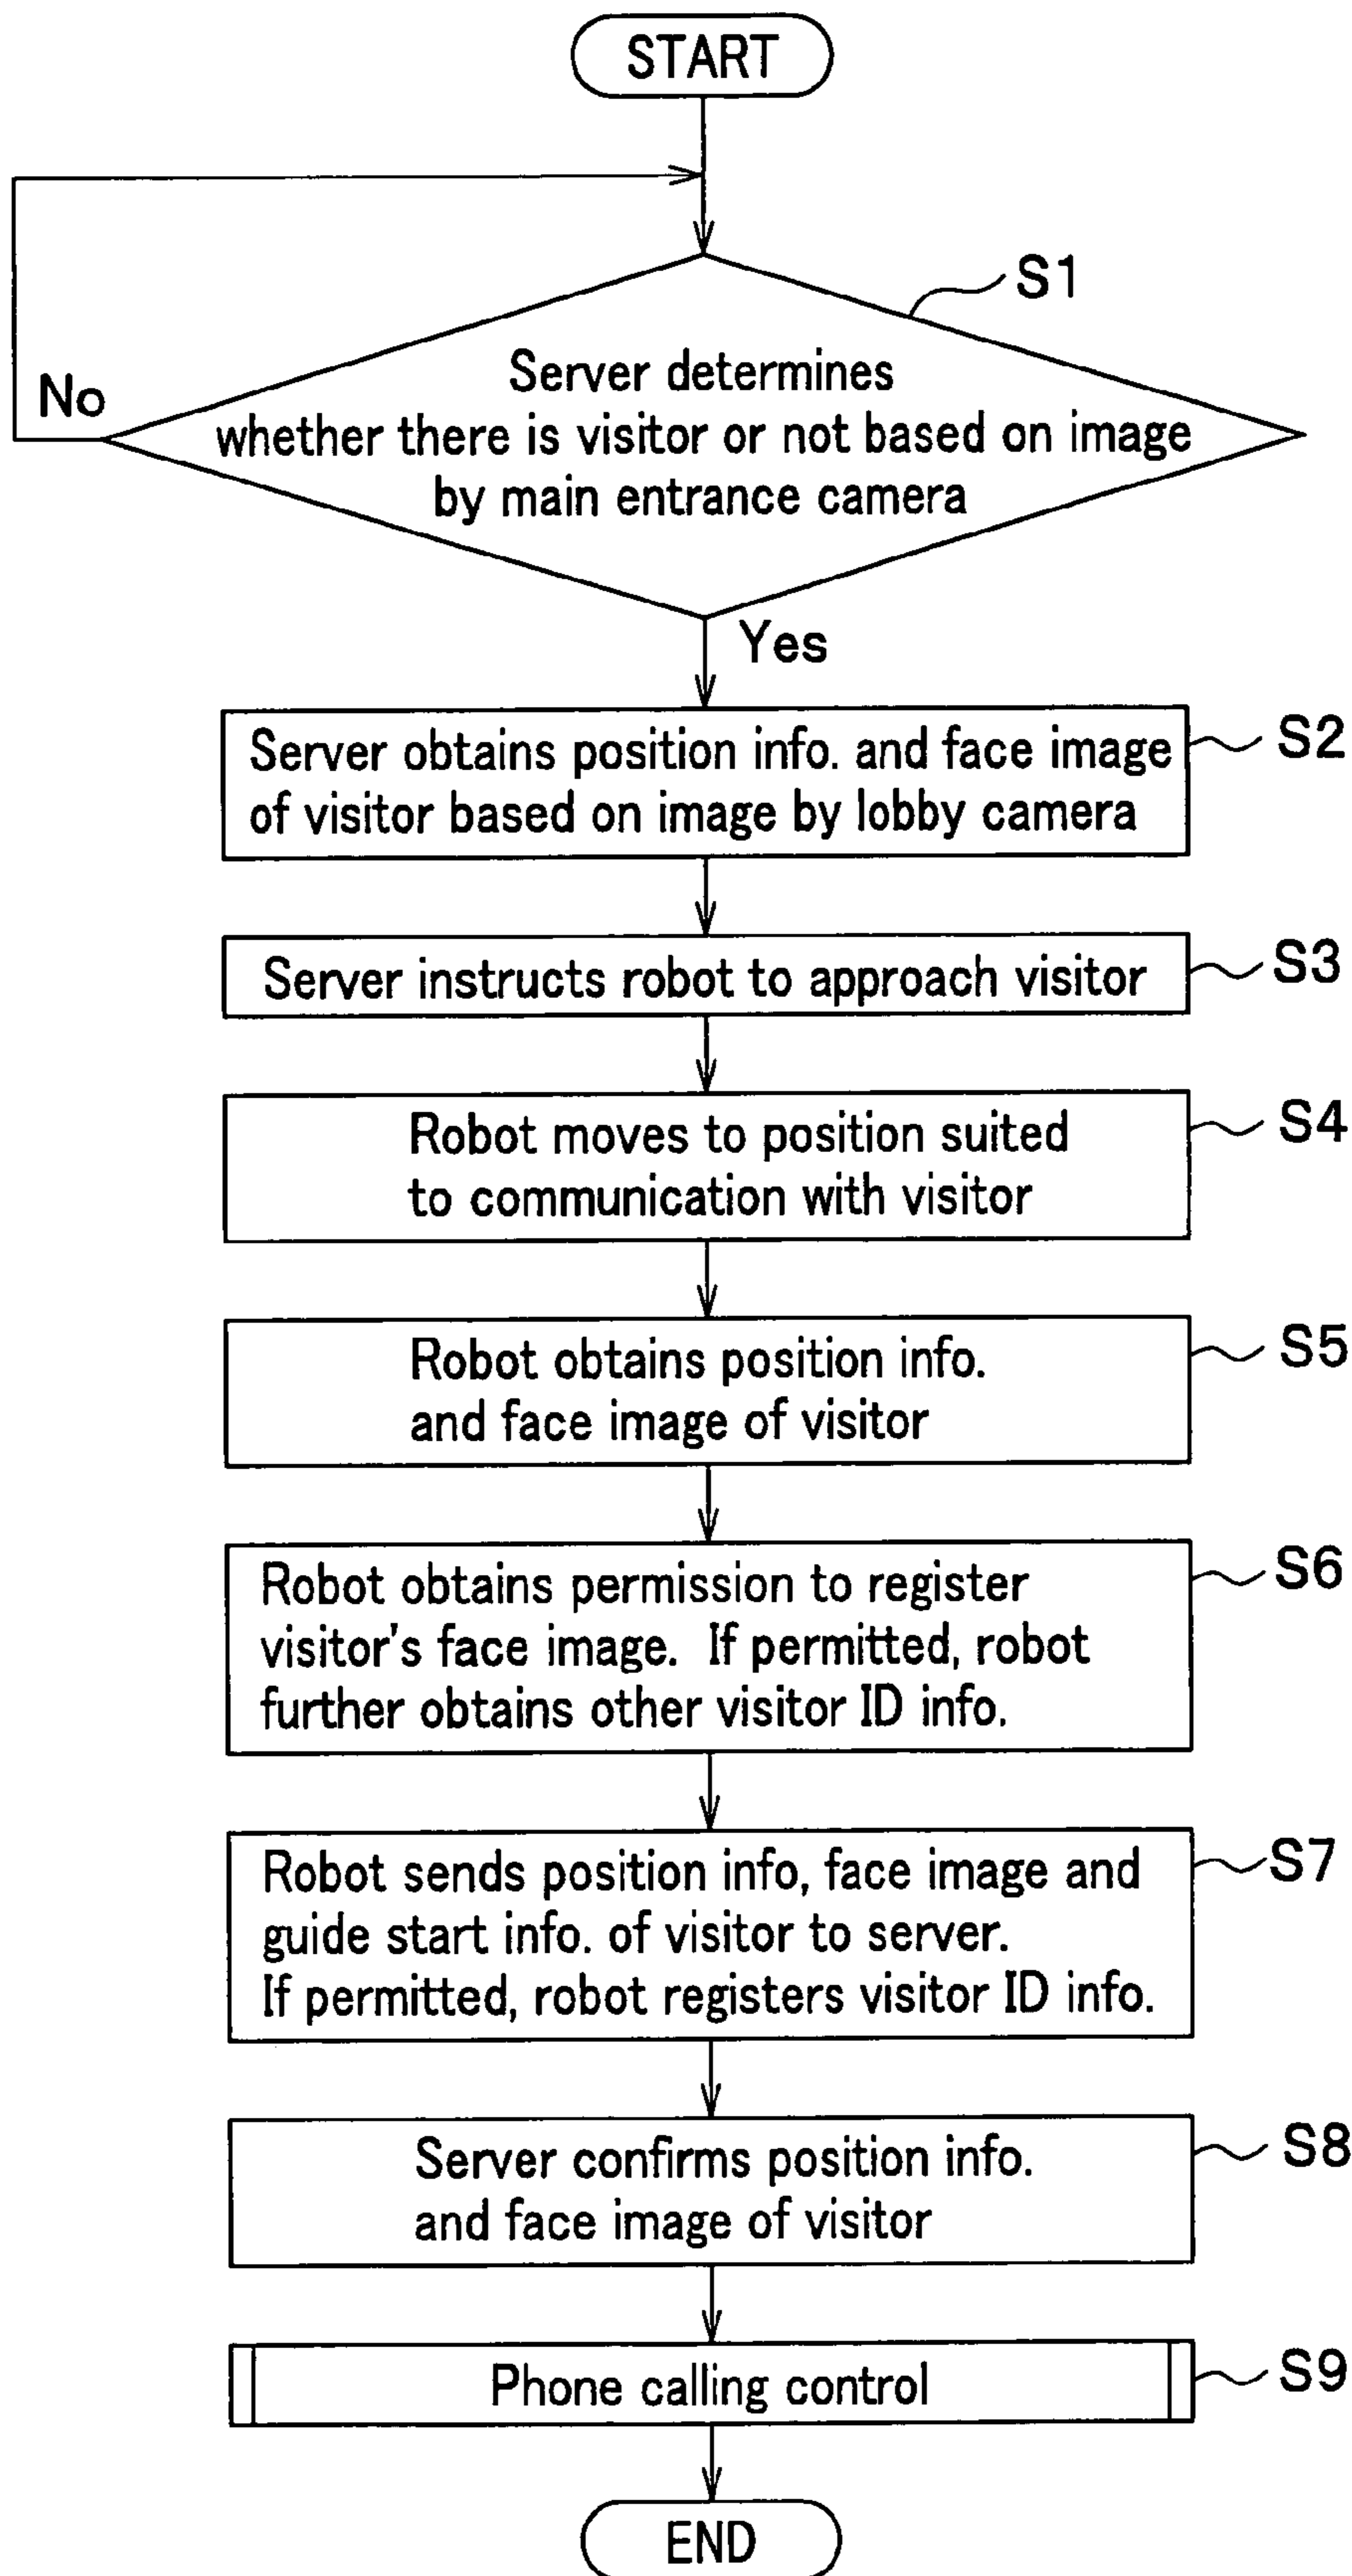 START
S1
No
Server determines
whether there is visitor or not based on image
by main entrance camera
Yes
S2
Server obtains position info. and face image
of visitor based on image by lobby camera
S3
Server instructs robot to approach visitor
S4
Robot moves to position suited
to communication with visitor
S5
Robot obtains position info.
and face image of visitor
S6
Robot obtains permission to register
visitor's face image. If permitted, robot
further obtains other visitor ID info.
S7
Robot sends position info, face image and
guide start info. of visitor to server.
If permitted, robot registers visitor ID info.
S8
Server confirms position info.
and face image of visitor
S9
Phone calling control
END